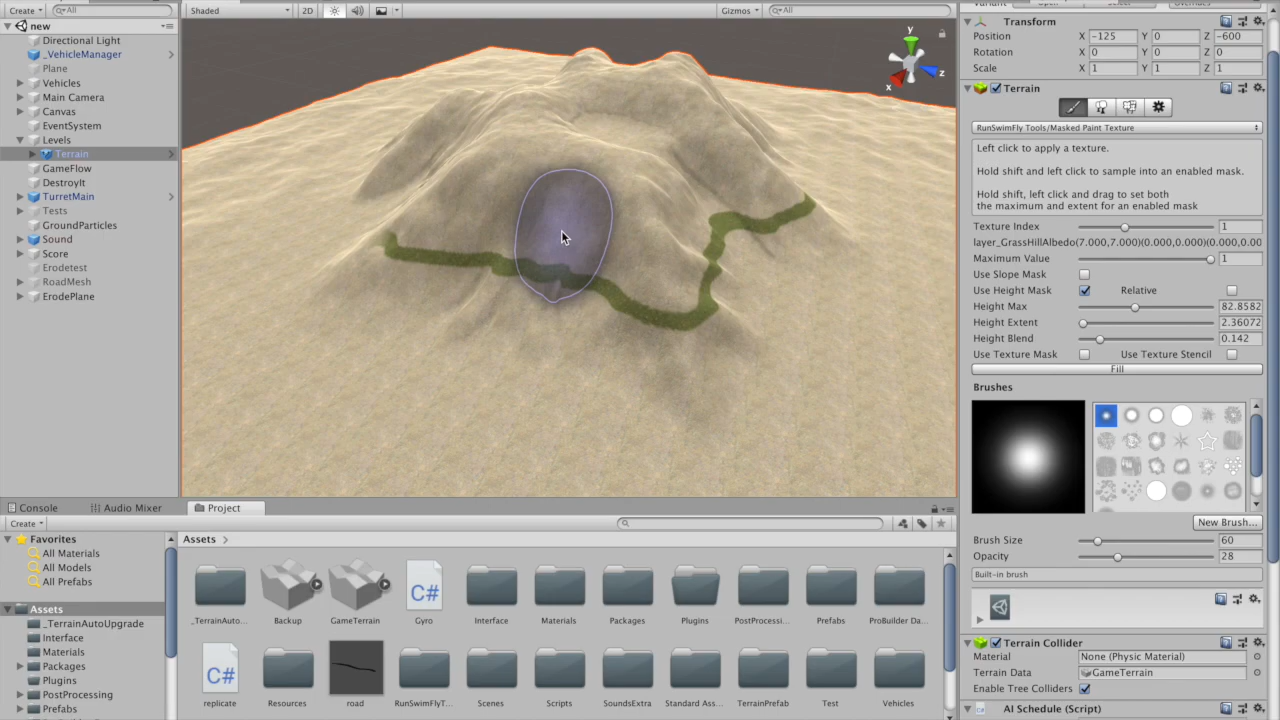 Variant Open Select Overrides
Create All Shaded 2D Gizmos All
new
Directional Light
_VehicleManager
Plane
Vehicles
Main Camera
Canvas
EventSystem
Levels
Terrain
GameFlow
DestroyIt
TurretMain
Tests
GroundParticles
Sound
Score
Erodetest
RoadMesh
ErodePlane
y
x
z
Transform
Position X -125 Y 0 Z -600
Rotation X 0 Y 0 Z 0
Scale X 1 Y 1 Z 1
Terrain
RunSwimFly Tools/Masked Paint Texture
Left click to apply a texture.
Hold shift and left click to sample into an enabled mask.
Hold shift, left click and drag to set both
the maximum and extent for an enabled mask
Texture Index 1
layer_GrassHillAlbedo(7.000,7.000)(0.000,0.000)(0.000,0.00
Maximum Value 1
Use Slope Mask
Use Height Mask Relative
Height Max 82.8582
Height Extent 2.36072
Height Blend 0.142
Use Texture Mask Use Texture Stencil
Fill
Brushes
New Brush...
Brush Size 60
Opacity 28
Built-in brush
Terrain Collider
Material None (Physic Material)
Terrain Data GameTerrain
Enable Tree Colliders
AI Schedule (Script)
Console Audio Mixer Project
Create
Favorites
All Materials
All Models
All Prefabs
Assets
_TerrainAutoUpgrade
Interface
Materials
Packages
Plugins
PostProcessing
Prefabs
Assets
C#
_TerrainAuto... Backup GameTerrain Gyro Interface Materials Packages Plugins PostProcessi... Prefabs ProBuilder Da...
C#
replicate Resources road RunSwimFlyT... Scenes Scripts SoundsExtra Standard Ass... TerrainPrefab Test Vehicles